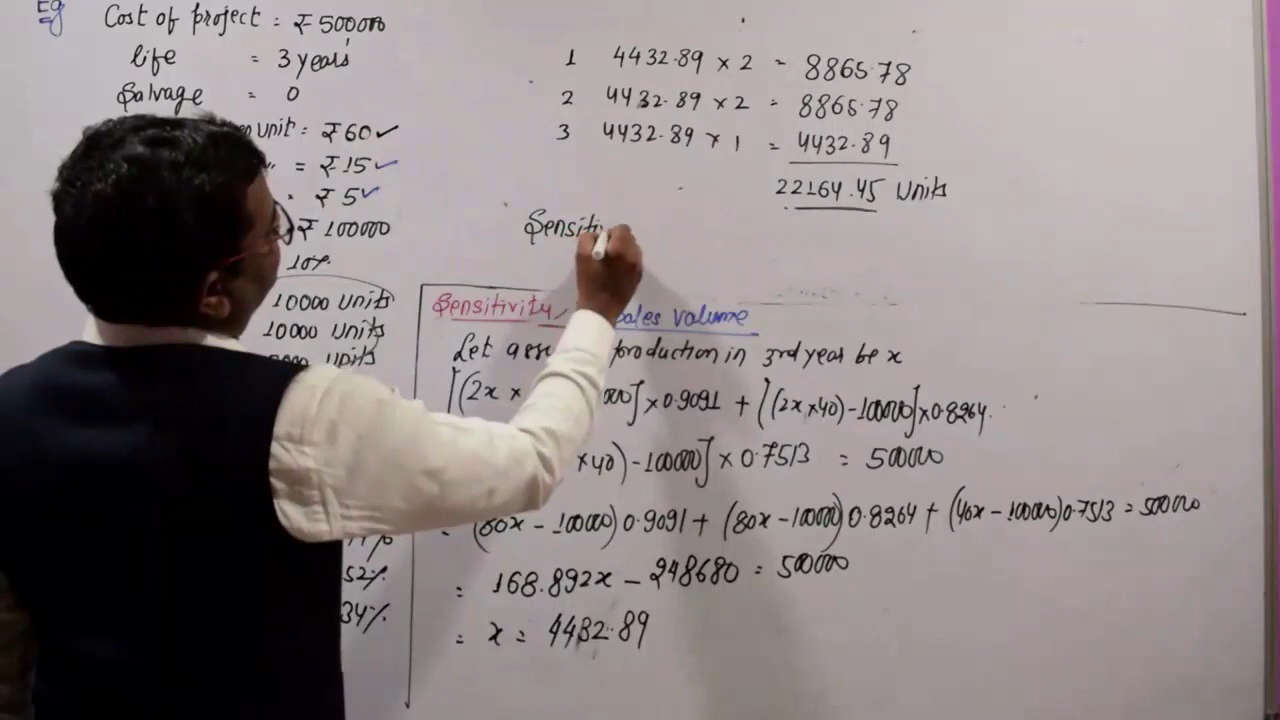 Eg
Cost of project = ₹ 500000
life = 3 years
Salvage = 0
unit = ₹ 60 ✓
" = ₹ 15 ✓
= ₹ 5 ✓
₹ 100000
10%
10000 units
10000 units
units
52%
34%
1 4432.89 × 2 = 8865.78
2 4432.89 × 2 = 8865.78
3 4432.89 × 1 = 4432.89
22164.45 Units
Sensiti
Sensitivity, Sales Volume
Let production in 3rd year be x
[(2x × 000] × 0.9091 + [(2x × 40) - 100000] × 0.8264
× 40) - 100000] × 0.7513 = 500000
= (80x - 100000) 0.9091 + (80x - 10000) 0.8264 + (40x - 100000) 0.7513 = 500000
= 168.892x - 248680 = 500000
= x = 4432.89